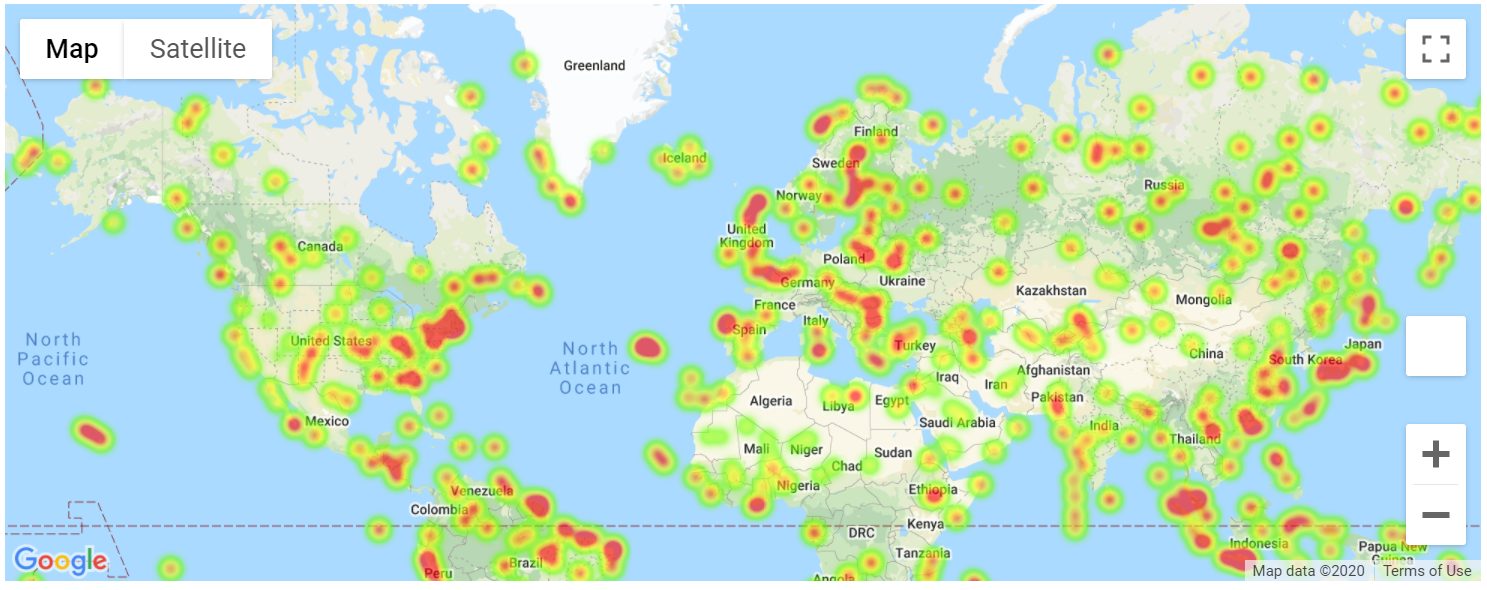 Map
Satellite
Greenland
Finland
Iceland
Sweden
Russia
Norway
United
Kingdom
Canada
Poland
Ukraine
Germany
Kazakhstan
Mongolia
France
Italy
Spain
North
Pacific
Ocean
United States
North
Atlantic
Ocean
Turkey
China
South Korea
Japan
Afghanistan
Iraq
Iran
Pakistan
Algeria
Libya
Egypt
Mexico
Saudi Arabia
India
Thailand
Mali
Niger
Sudan
Chad
Nigeria
Ethiopia
Venezuela
Colombia
Kenya
DRC
Indonesia
Papua New
Guinea
Tanzania
Brazil
Peru
Angola
Google
Map data ©2020
Terms of Use